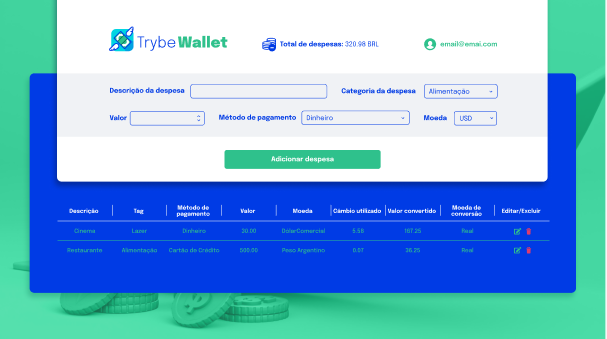 Trybe Wallet
Total de despesas: 320.98 BRL
email@emai.com
Descrição da despesa
Categoria da despesa Alimentação
Valor
Método de pagamento Dinheiro
Moeda USD
Adicionar despesa
Descrição Tag Método de pagamento Valor Moeda Câmbio utilizado Valor convertido Moeda de conversão Editar/Excluir
Cinema Lazer Dinheiro 30.00 DólarComercial 5.58 167.25 Real
Restaurante Alimentação Cartão de Crédito 500.00 Peso Argentino 0.07 36.25 Real